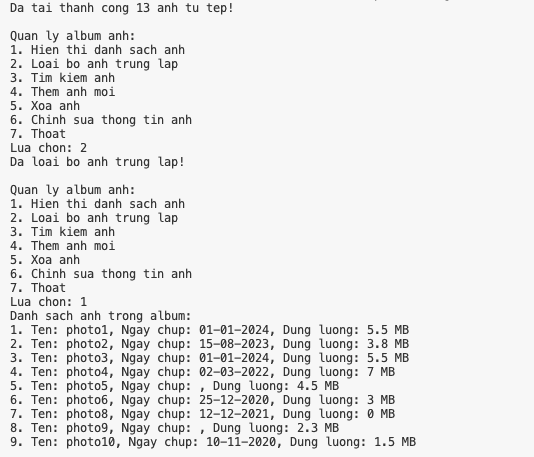 Da tai thanh cong 13 anh tu tep!
Quan ly album anh:
1. Hien thi danh sach anh
2. Loai bo anh trung lap
3. Tim kiem anh
4. Them anh moi
5. Xoa anh
6. Chinh sua thong tin anh
7. Thoat
Lua chon: 2
Da loai bo anh trung lap!
Quan ly album anh:
1. Hien thi danh sach anh
2. Loai bo anh trung lap
3. Tim kiem anh
4. Them anh moi
5. Xoa anh
6. Chinh sua thong tin anh
7. Thoat
Lua chon: 1
Danh sach anh trong album:
1. Ten: photo1, Ngay chup: 01-01-2024, Dung luong: 5.5 MB
2. Ten: photo2, Ngay chup: 15-08-2023, Dung luong: 3.8 MB
3. Ten: photo3, Ngay chup: 01-01-2024, Dung luong: 5.5 MB
4. Ten: photo4, Ngay chup: 02-03-2022, Dung luong: 7 MB
5. Ten: photo5, Ngay chup: , Dung luong: 4.5 MB
6. Ten: photo6, Ngay chup: 25-12-2020, Dung luong: 3 MB
7. Ten: photo8, Ngay chup: 12-12-2021, Dung luong: 0 MB
8. Ten: photo9, Ngay chup: , Dung luong: 2.3 MB
9. Ten: photo10, Ngay chup: 10-11-2020, Dung luong: 1.5 MB